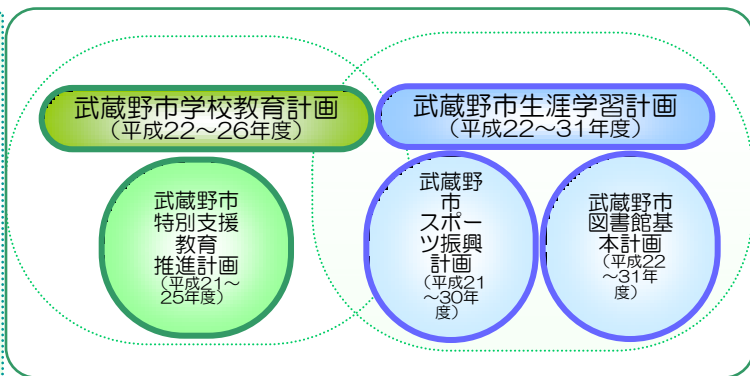 武蔵野市学校教育計画
（平成22～26年度）
武蔵野市生涯学習計画
（平成22～31年度）
武蔵野市
特別支援
教育
推進計画
（平成21～
25年度）
武蔵野
市
スポー
ツ振興
計画
（平成21
～30年
度）
武蔵野市
図書館基
本計画
（平成22
～31年
度）